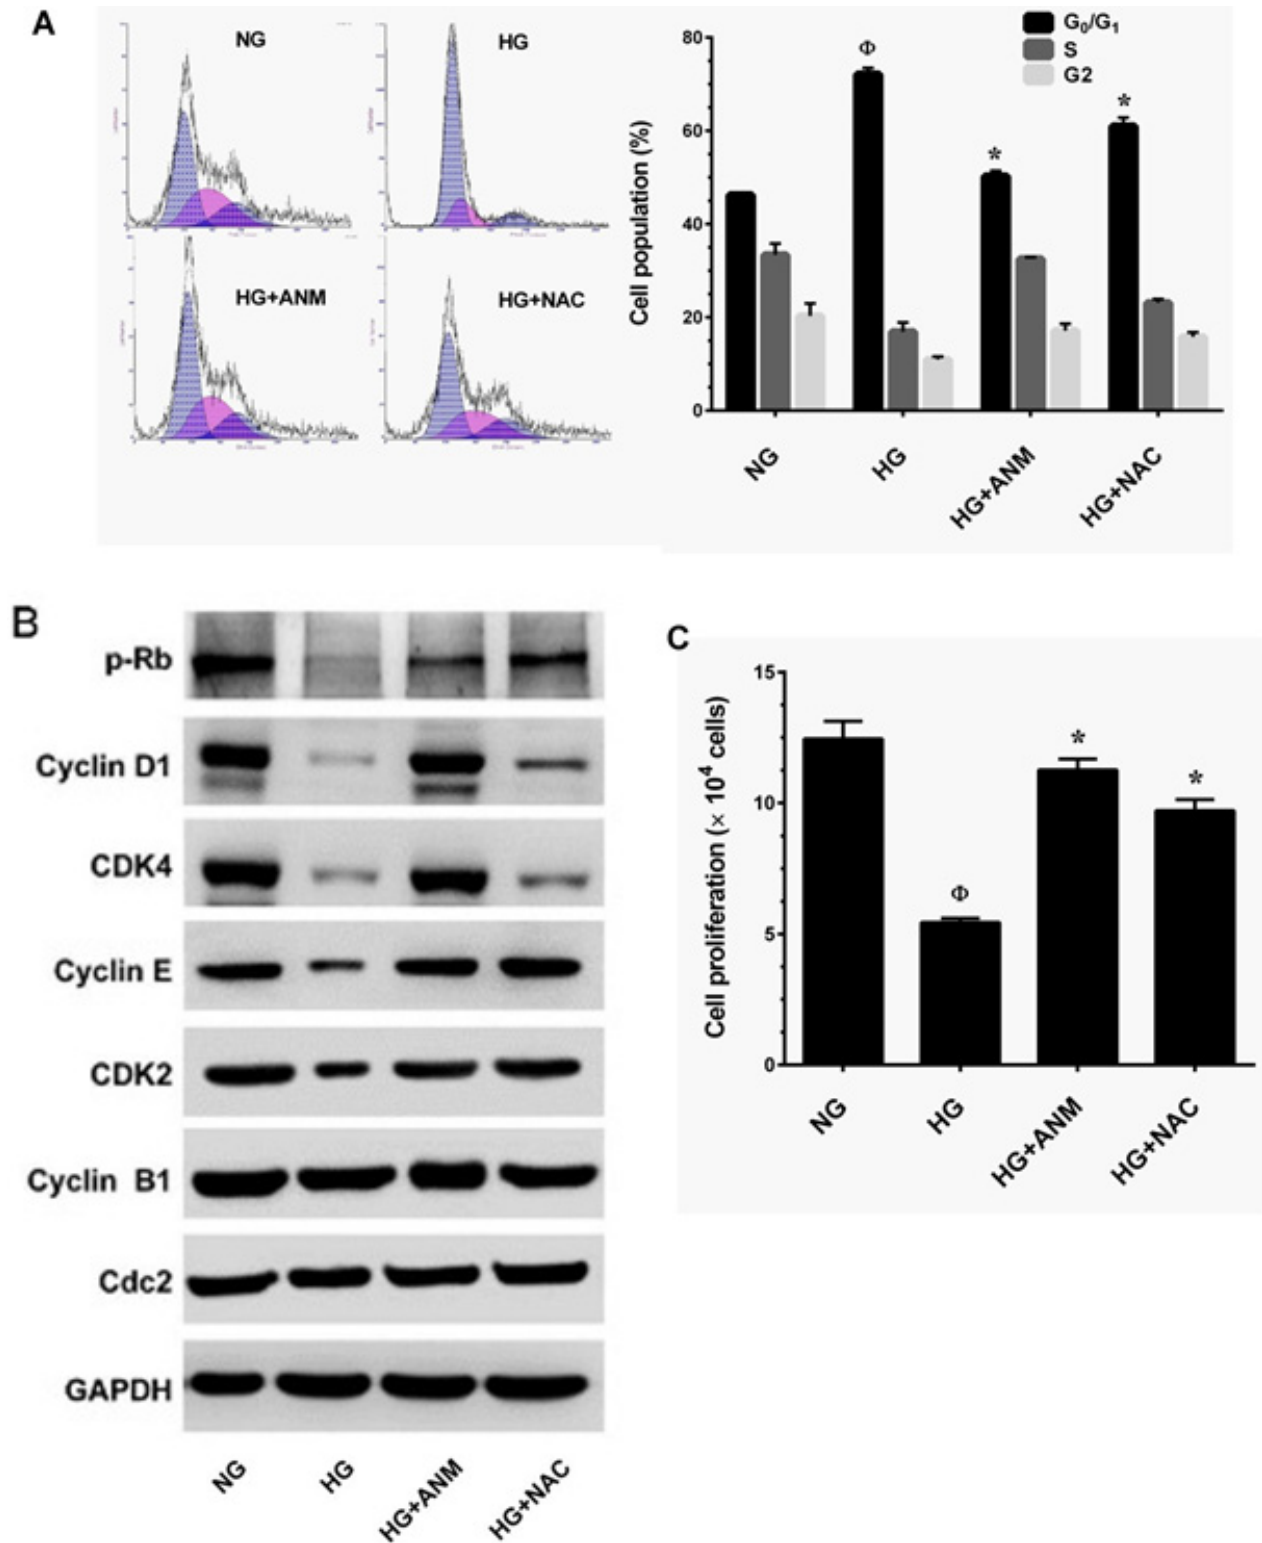 A
NG
HG
HG+ANM
HG+NAC
G0/G1
S
G2
Cell population (%)
80
60
40
20
0
Φ
*
*
NG
HG
HG+ANM
HG+NAC
B
p-Rb
Cyclin D1
CDK4
Cyclin E
CDK2
Cyclin B1
Cdc2
GAPDH
NG
HG
HG+ANM
HG+NAC
C
Cell proliferation (× 10⁴ cells)
15
10
5
0
Φ
*
*
NG
HG
HG+ANM
HG+NAC